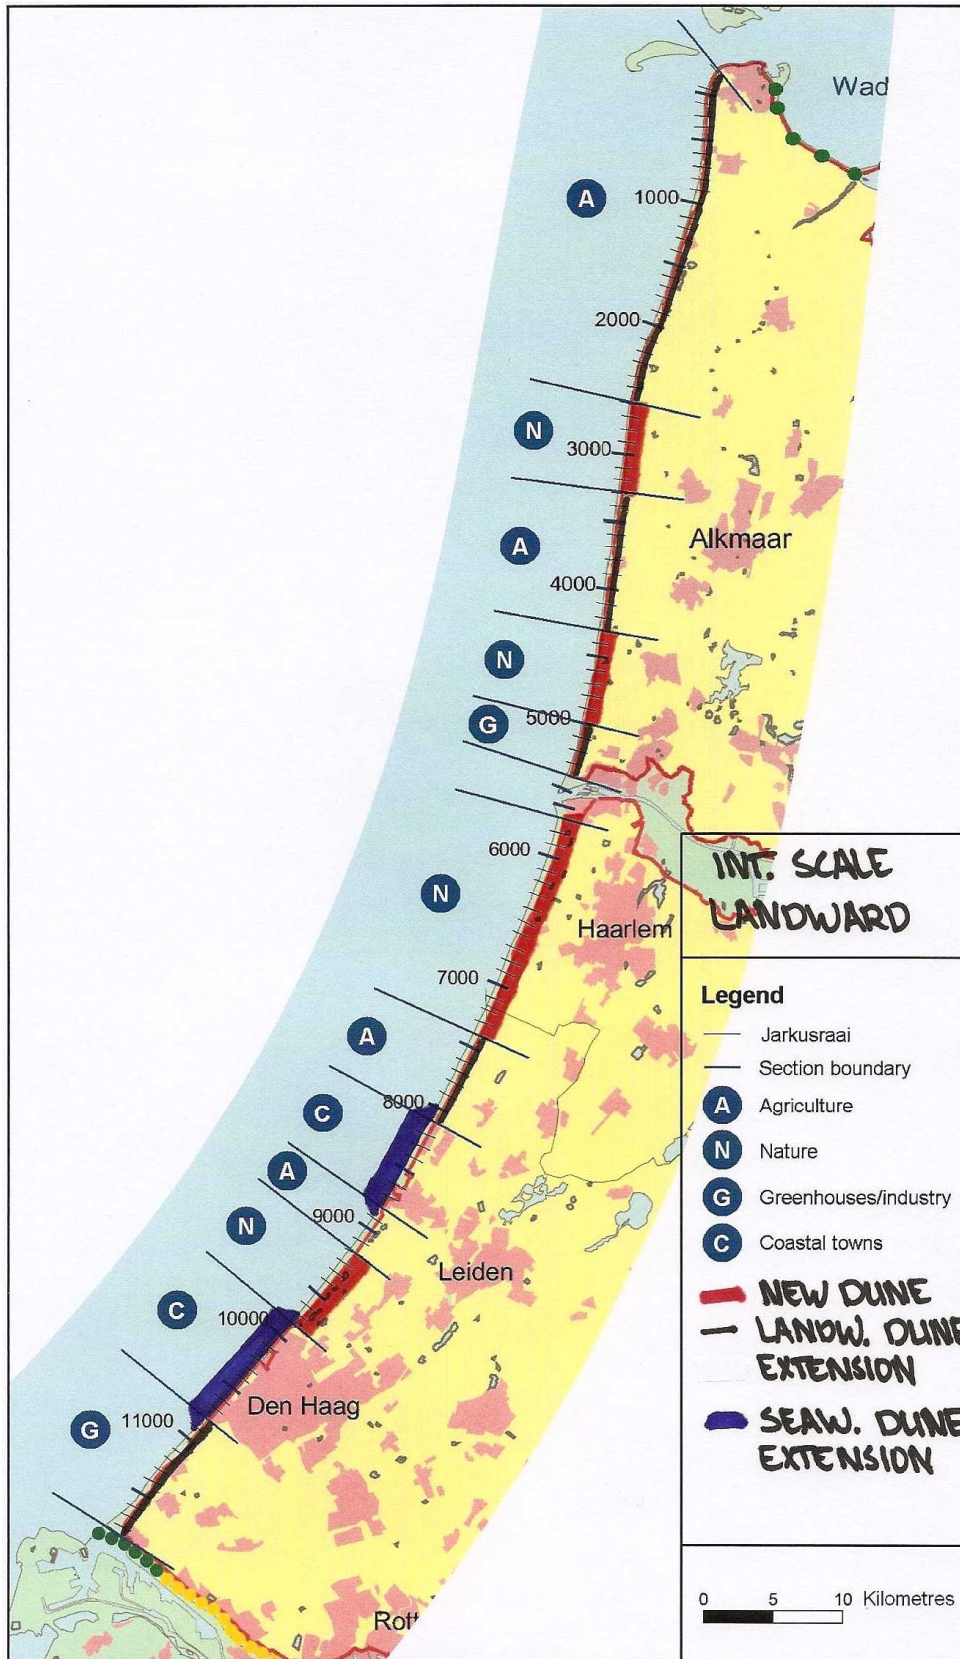 Wad
A
1000
2000
N
3000
A
Alkmaar
4000
N
G
5000
6000
N
Haarlem
7000
A
8000
C
A
9000
N
Leiden
10000
C
Den Haag
11000
G
Rott
INT. SCALE
LANDWARD
Legend
Jarkusraai
Section boundary
A Agriculture
N Nature
G Greenhouses/industry
C Coastal towns
NEW DUNE
LANDW. DUNE
EXTENSION
SEAW. DUNE
EXTENSION
0 5 10 Kilometres